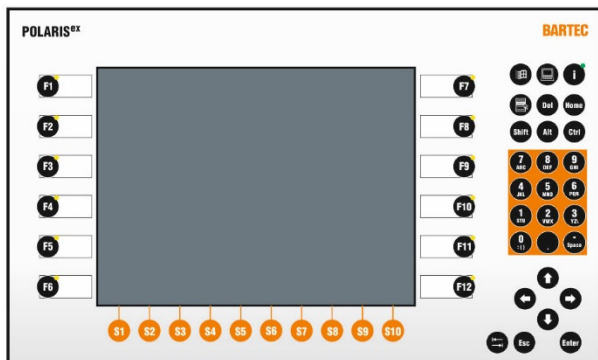 POLARISex
BARTEC
F1
F2
F3
F4
F5
F6
F7
F8
F9
F10
F11
F12
S1 S2 S3 S4 S5 S6 S7 S8 S9 S10
i
Del Home
Shift Alt Ctrl
7 8 9
ABC DEF GHI
4 5 6
JKL MNO PQR
1 2 3
STU VWX YZ\
0 . -
:() Space
Esc Enter